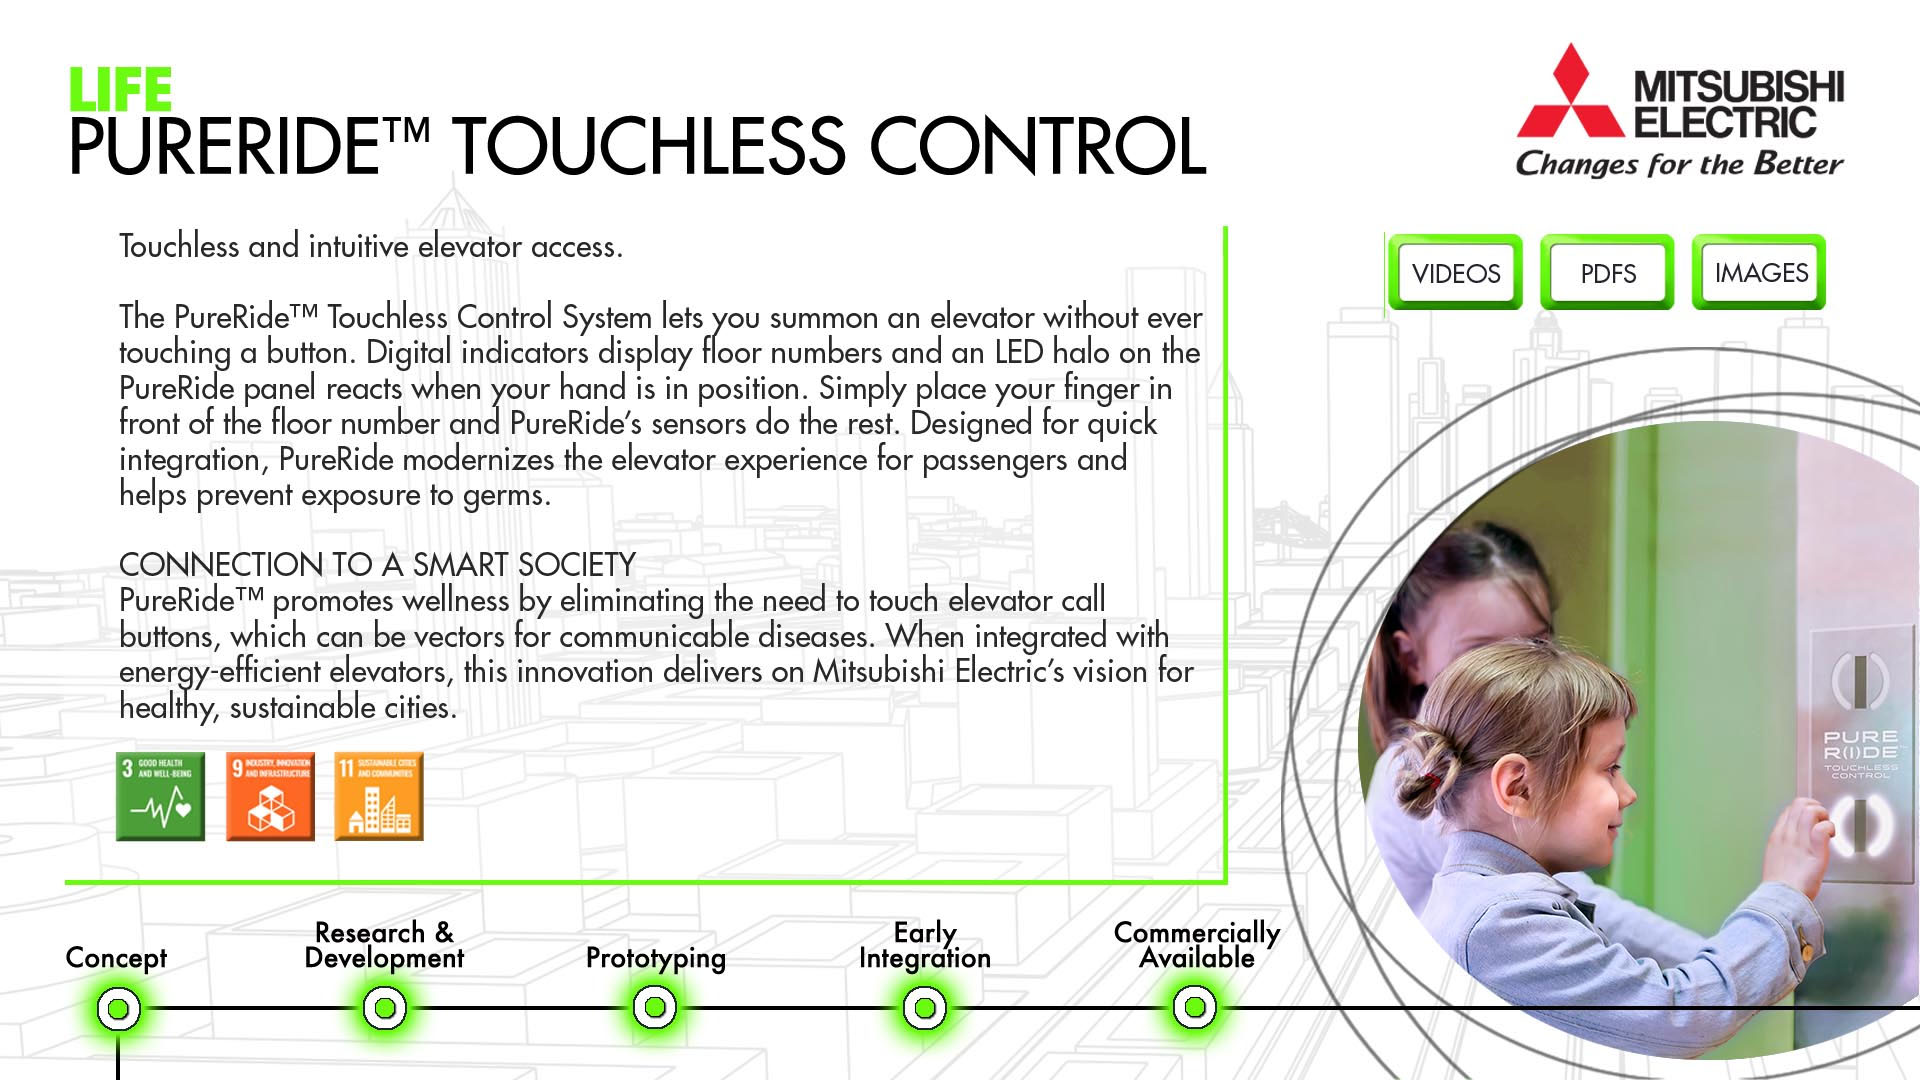 LIFE
PURERIDE™ TOUCHLESS CONTROL
MITSUBISHI
ELECTRIC
Changes for the Better
Touchless and intuitive elevator access.
The PureRide™ Touchless Control System lets you summon an elevator without ever
touching a button. Digital indicators display floor numbers and an LED halo on the
PureRide panel reacts when your hand is in position. Simply place your finger in
front of the floor number and PureRide’s sensors do the rest. Designed for quick
integration, PureRide modernizes the elevator experience for passengers and
helps prevent exposure to germs.
CONNECTION TO A SMART SOCIETY
PureRide™ promotes wellness by eliminating the need to touch elevator call
buttons, which can be vectors for communicable diseases. When integrated with
energy-efficient elevators, this innovation delivers on Mitsubishi Electric’s vision for
healthy, sustainable cities.
3 GOOD HEALTH
AND WELL-BEING
9 INDUSTRY, INNOVATION
AND INFRASTRUCTURE
11 SUSTAINABLE CITIES
AND COMMUNITIES
VIDEOS
PDFS
IMAGES
PURE
R(I)DE
TOUCHLESS
CONTROL
Concept
Research &
Development
Prototyping
Early
Integration
Commercially
Available